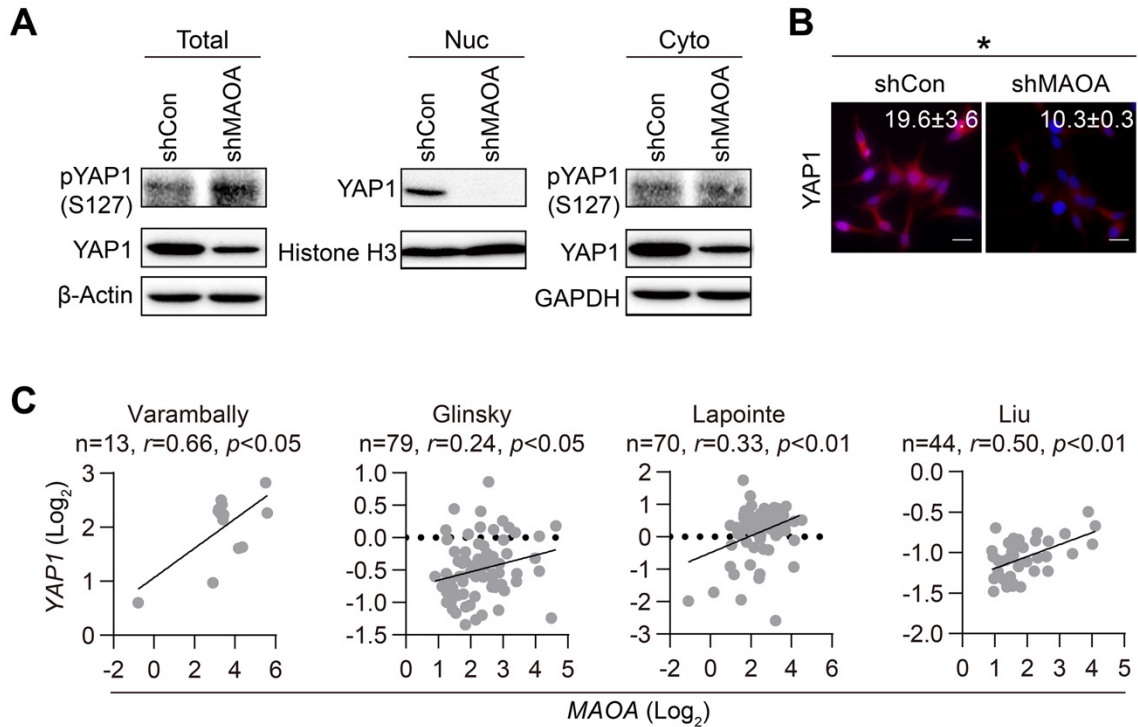 A
Total
Nuc
Cyto
shCon
shMAOA
shCon
shMAOA
shCon
shMAOA
pYAP1
(S127)
YAP1
β-Actin
YAP1
Histone H3
pYAP1
(S127)
YAP1
GAPDH
B
*
shCon
shMAOA
YAP1
19.6±3.6
10.3±0.3
C
Varambally
n=13, r=0.66, p<0.05
Glinsky
n=79, r=0.24, p<0.05
Lapointe
n=70, r=0.33, p<0.01
Liu
n=44, r=0.50, p<0.01
YAP1 (Log₂)
3
2
1
0
-2 0 2 4 6
1.0
0.5
0.0
-0.5
-1.0
-1.5
0 1 2 3 4 5
2
1
0
-1
-2
-3
-2 0 2 4 6
0.0
-0.5
-1.0
-1.5
-2.0
0 1 2 3 4 5
MAOA (Log₂)